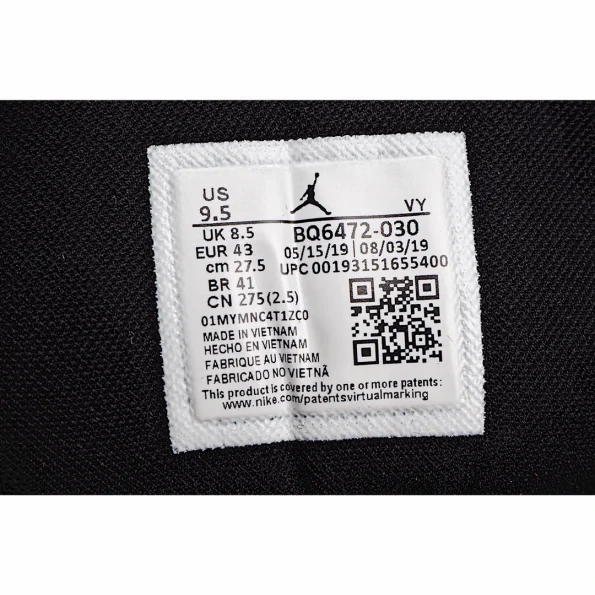 US
9.5 VY
UK 8.5 BQ6472-030
EUR 43 05/15/19 | 08/03/19
cm 27.5 UPC 00193151655400
BR 41
CN 275(2.5)
01MYMNC4T1ZC0
MADE IN VIETNAM
HECHO EN VIETNAM
FABRIQUE AU VIETNAM
FABRICADO NO VIETNÃ
This product is covered by one or more patents:
www.nike.com/patentsvirtualmarking